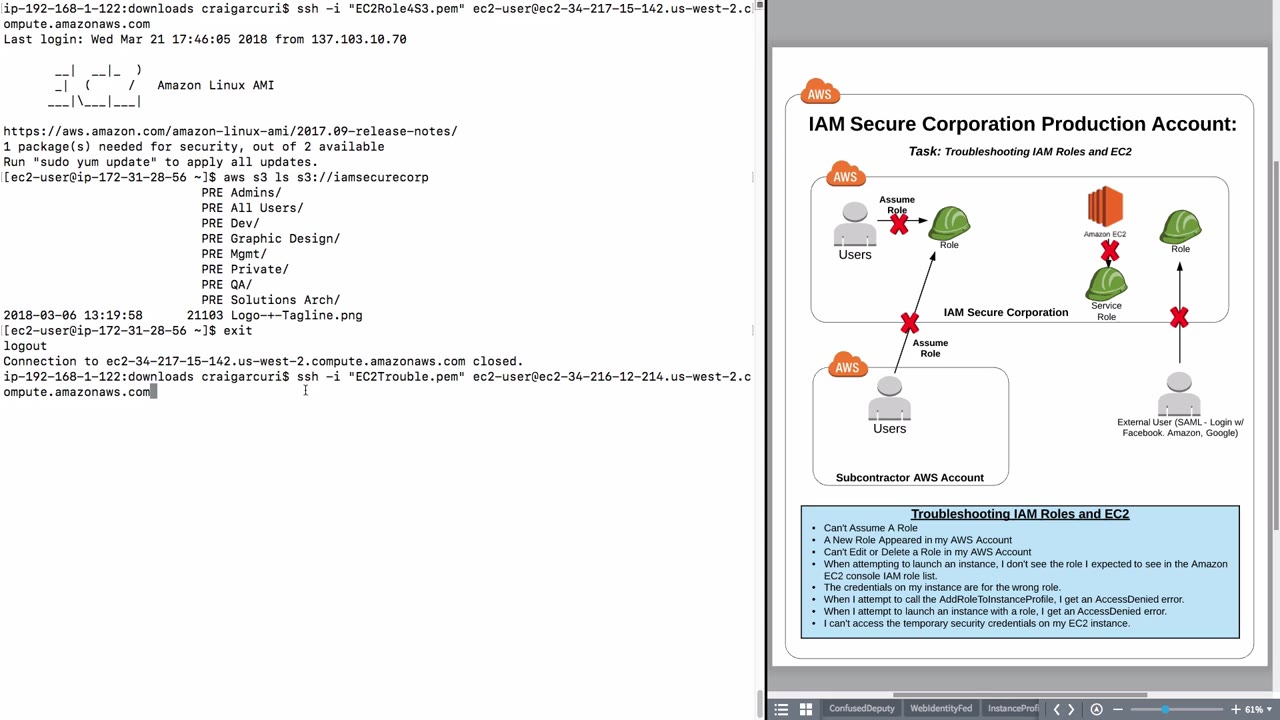 ip-192-168-1-122:downloads craigarcuri$ ssh -i "EC2Role4S3.pem" ec2-user@ec2-34-217-15-142.us-west-2.c
ompute.amazonaws.com
Last login: Wed Mar 21 17:46:05 2018 from 137.103.10.70
__|  __|_  )
_|  (     /   Amazon Linux AMI
___|\___|___|
https://aws.amazon.com/amazon-linux-ami/2017.09-release-notes/
1 package(s) needed for security, out of 2 available
Run "sudo yum update" to apply all updates.
[ec2-user@ip-172-31-28-56 ~]$ aws s3 ls s3://iamsecurecorp
PRE Admins/
PRE All Users/
PRE Dev/
PRE Graphic Design/
PRE Mgmt/
PRE Private/
PRE QA/
PRE Solutions Arch/
2018-03-06 13:19:58      21103 Logo-+-Tagline.png
[ec2-user@ip-172-31-28-56 ~]$ exit
logout
Connection to ec2-34-217-15-142.us-west-2.compute.amazonaws.com closed.
ip-192-168-1-122:downloads craigarcuri$ ssh -i "EC2Trouble.pem" ec2-user@ec2-34-216-12-214.us-west-2.c
ompute.amazonaws.com
AWS
IAM Secure Corporation Production Account:
Task: Troubleshooting IAM Roles and EC2
AWS
Assume
Role
Users
Role
Amazon EC2
Service
Role
Role
IAM Secure Corporation
Assume
Role
AWS
Users
Subcontractor AWS Account
External User (SAML - Login w/
Facebook. Amazon, Google)
Troubleshooting IAM Roles and EC2
• Can't Assume A Role
• A New Role Appeared in my AWS Account
• Can't Edit or Delete a Role in my AWS Account
• When attempting to launch an instance, I don't see the role I expected to see in the Amazon
EC2 console IAM role list.
• The credentials on my instance are for the wrong role.
• When I attempt to call the AddRoleToInstanceProfile, I get an AccessDenied error.
• When I attempt to launch an instance with a role, I get an AccessDenied error.
• I can't access the temporary security credentials on my EC2 instance.
ConfusedDeputy
WebIdentityFed
InstanceProfi
61%